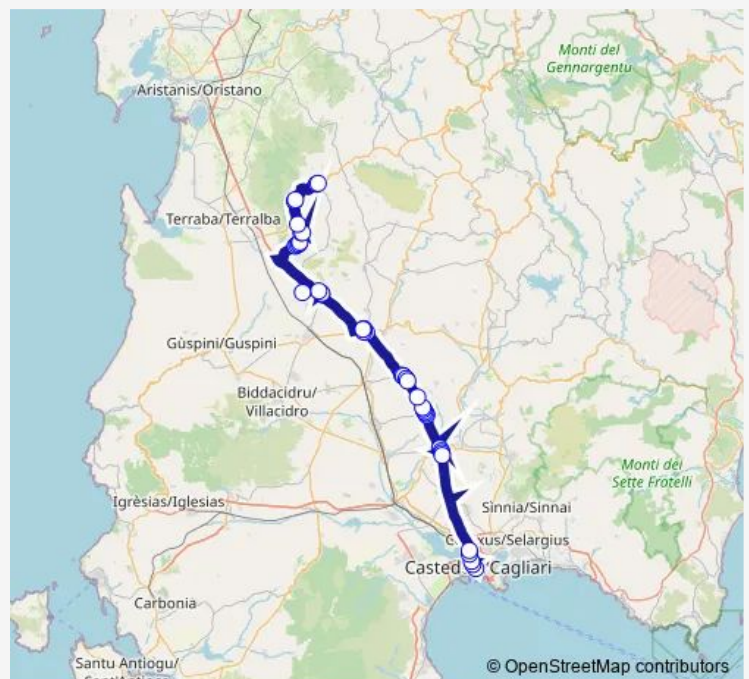 Monti del
Gennargentu
Aristanis/Oristano
Terraba/Terralba
Gùspini/Guspini
Biddacidru/
Villacidro
Monti dei
Sette Fratelli
Igrèsias/Iglesias
Sìnnia/Sinnai
xus/Selargius
Casted
Cagliari
Carbonia
Santu Antiogu/
© OpenStreetMap contributors